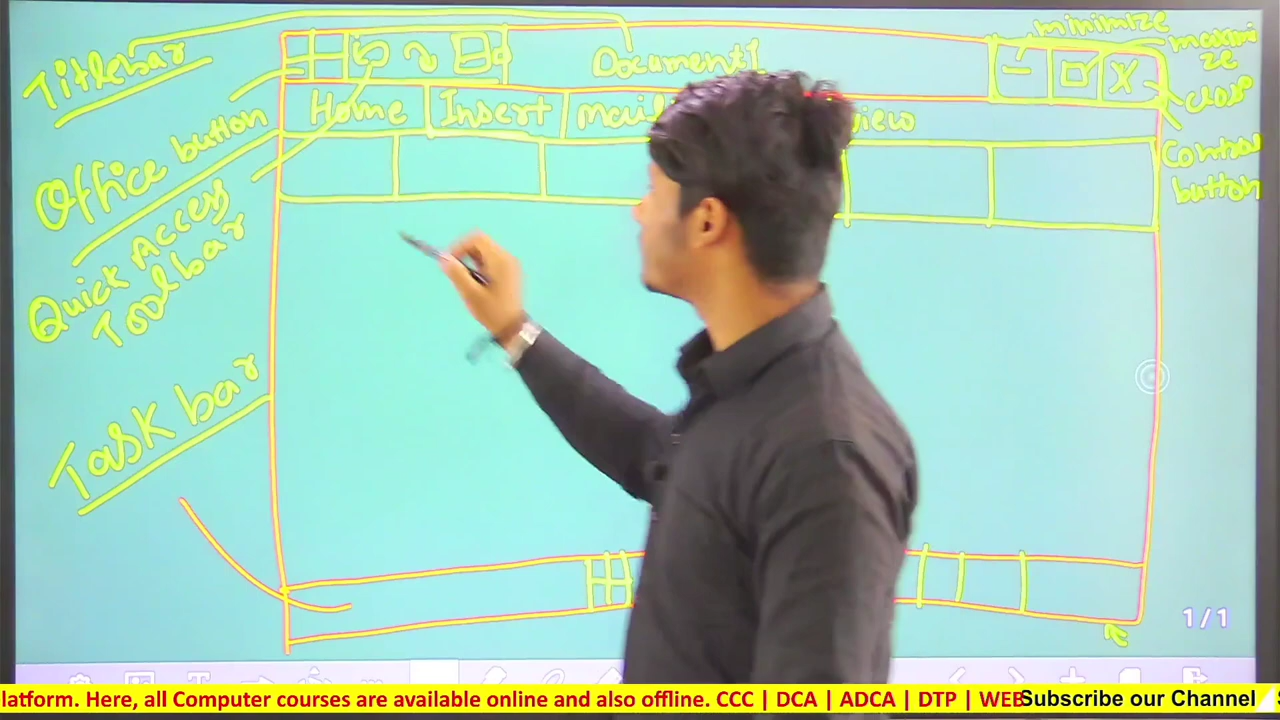 Titlebar
minimize
maximi
ze
close
Document1
X
Home Insert mail view
Office button
Control
button
Quick Access
Toolbar
Task bar
1/1
latform. Here, all Computer courses are available online and also offline. CCC | DCA | ADCA | DTP | WEB
Subscribe our Channel